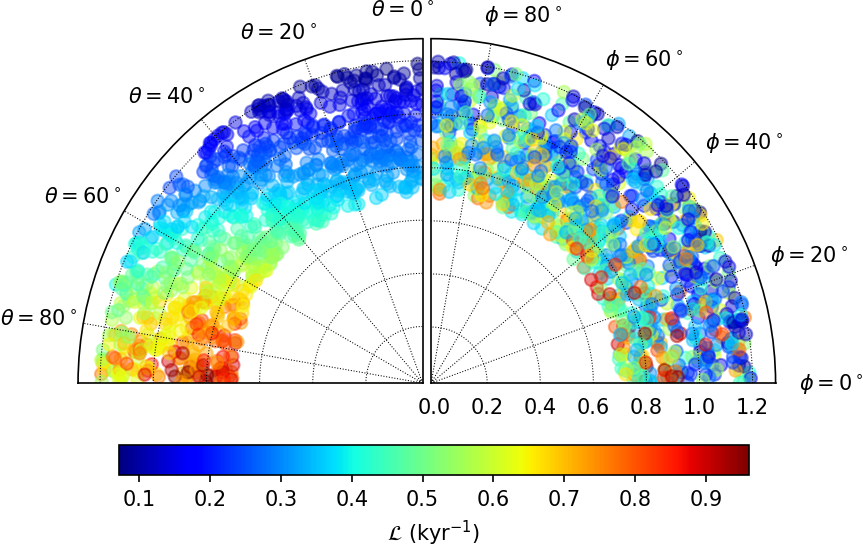 θ = 0°
θ = 20°
θ = 40°
θ = 60°
θ = 80°
ϕ = 80°
ϕ = 60°
ϕ = 40°
ϕ = 20°
ϕ = 0°
0.0 0.2 0.4 0.6 0.8 1.0 1.2
0.1 0.2 0.3 0.4 0.5 0.6 0.7 0.8 0.9
ℒ (kyr⁻¹)